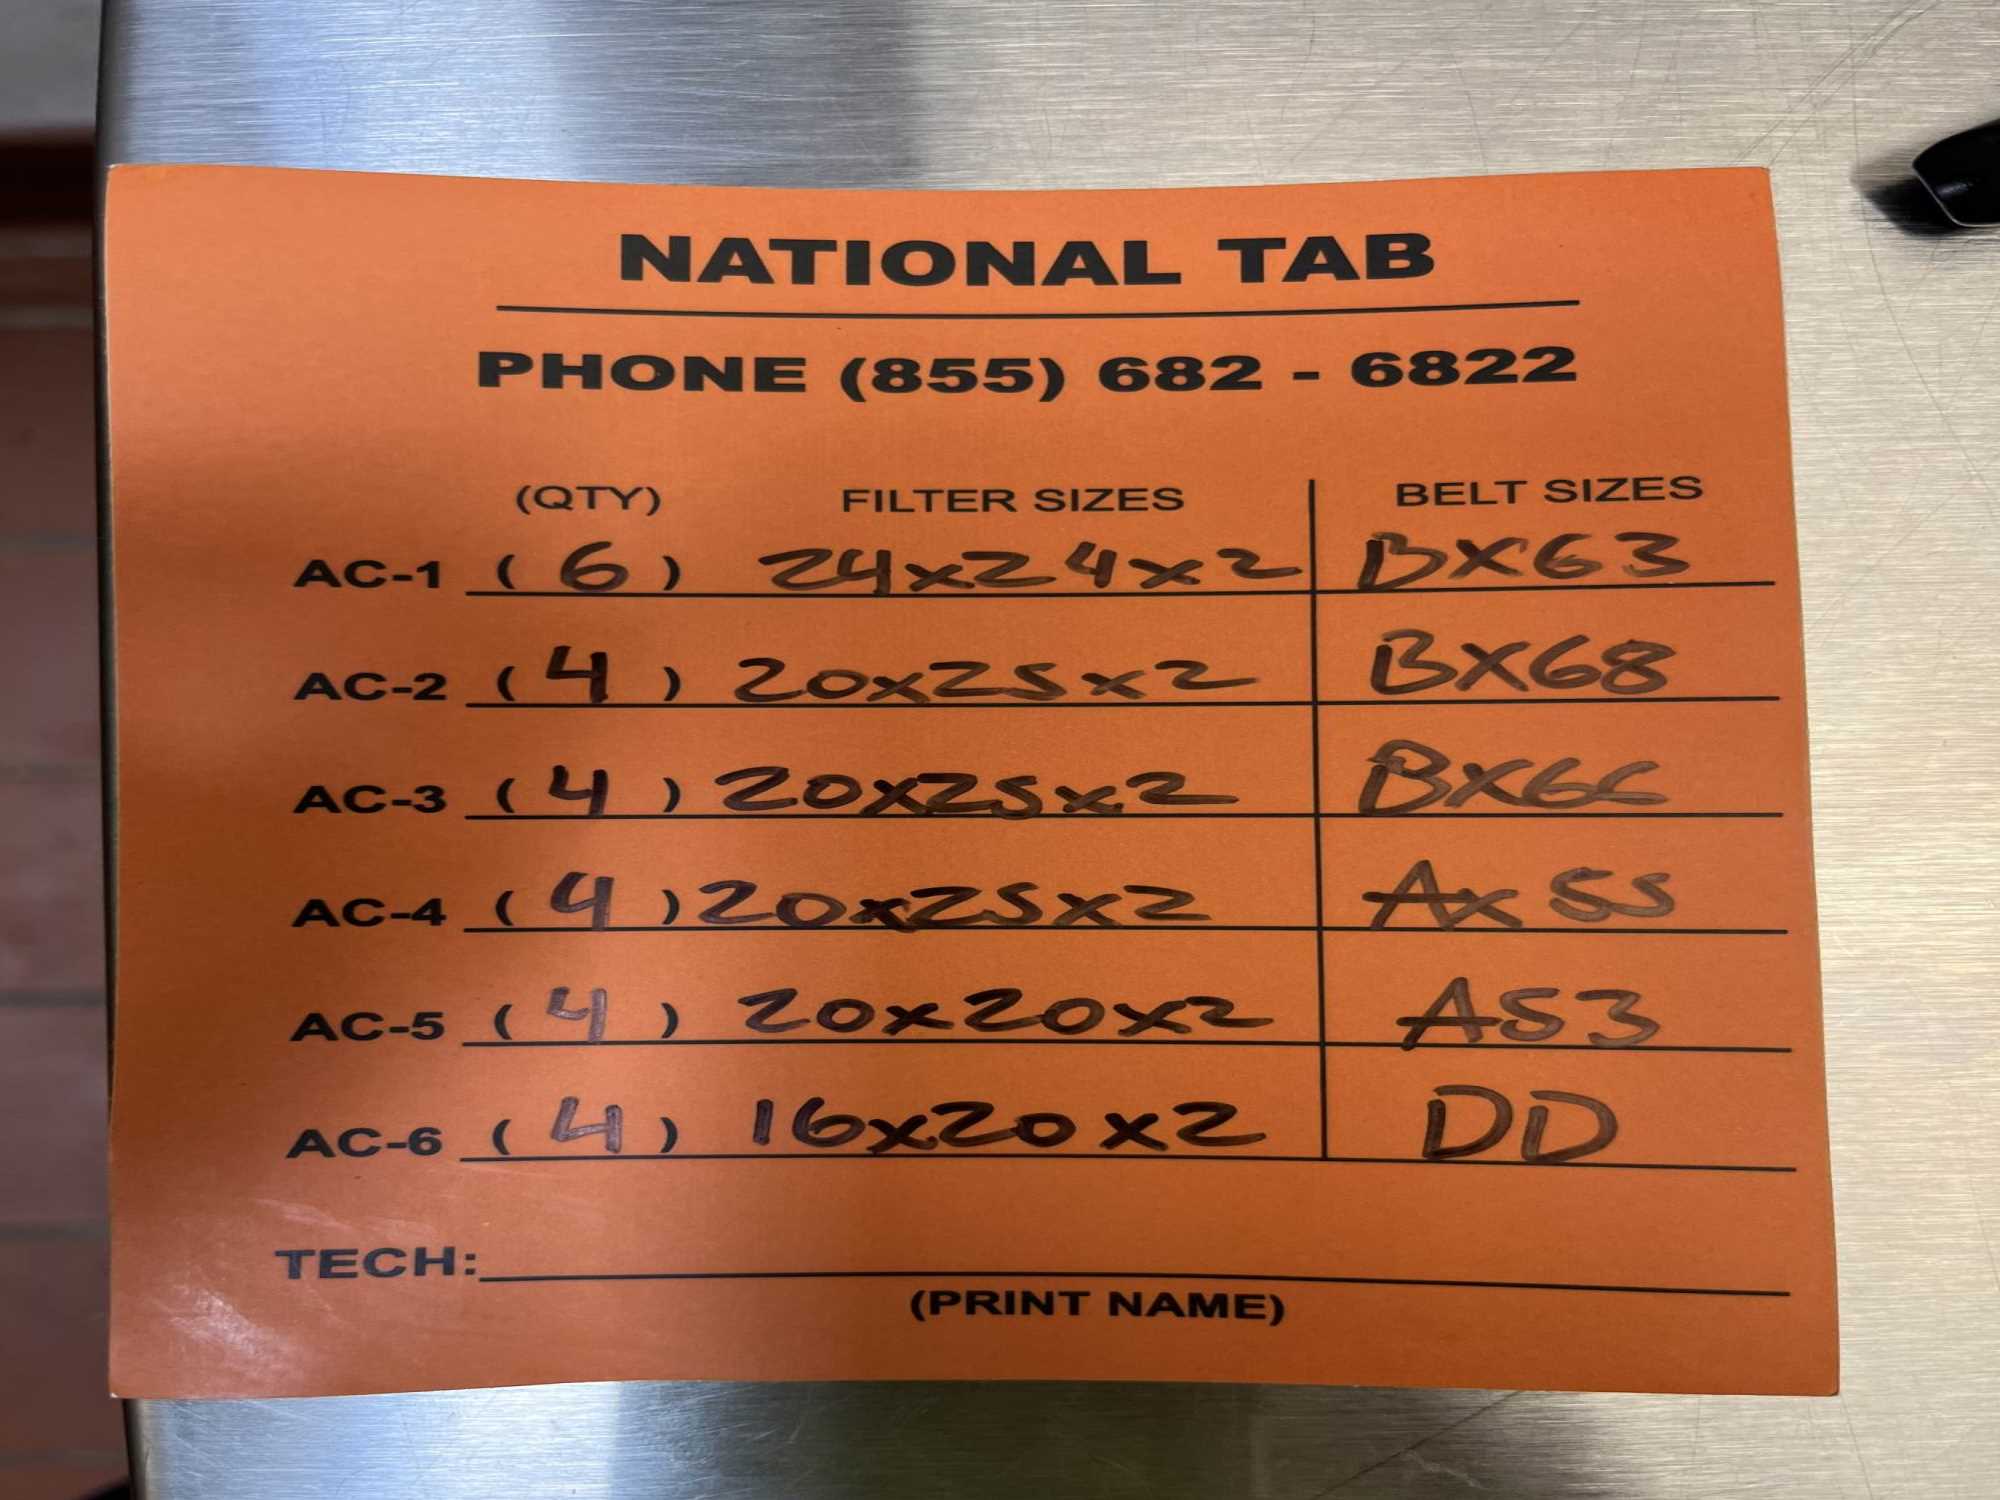 NATIONAL TAB
PHONE (855) 682 - 6822
(QTY) FILTER SIZES BELT SIZES
AC-1 ( 6 ) 24x24x2 BX63
AC-2 ( 4 ) 20x25x2 BX68
AC-3 ( 4 ) 20x25x2 BX66
AC-4 ( 4 ) 20x25x2 Ax55
AC-5 ( 4 ) 20x20x2 A53
AC-6 ( 4 ) 16x20x2 DD
TECH:
(PRINT NAME)